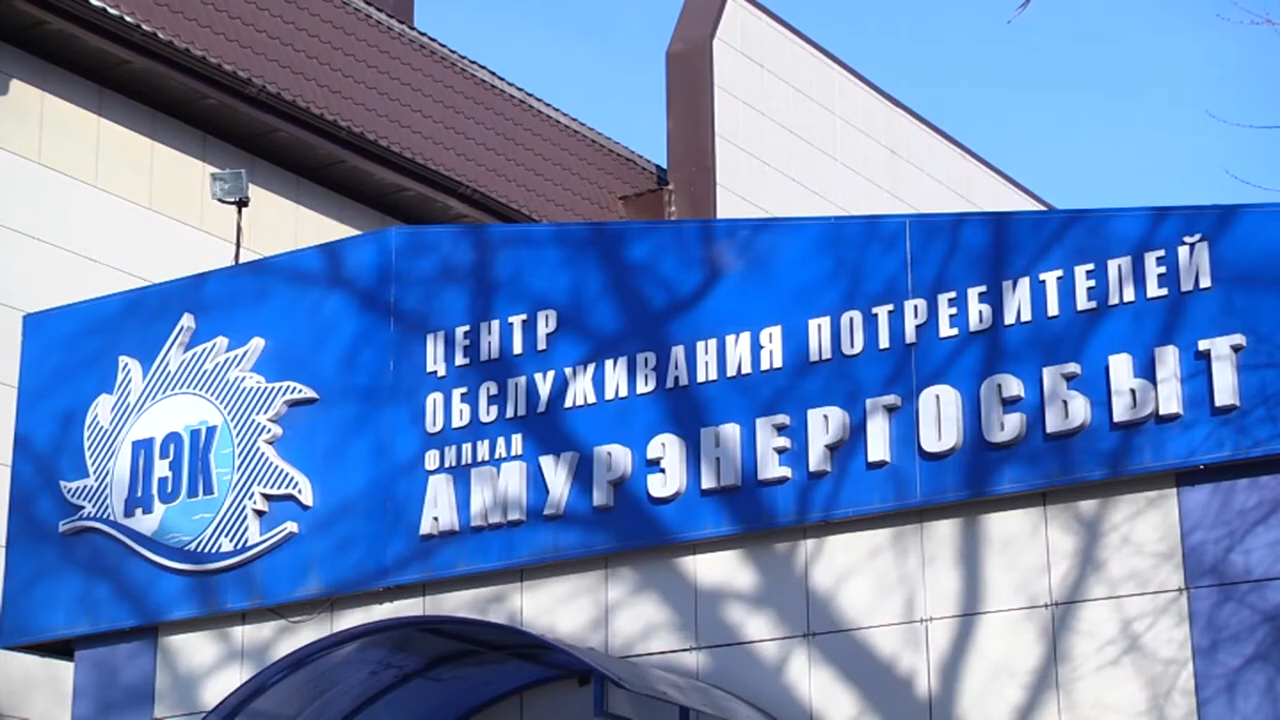 ДЭК
ЦЕНТР
ОБСЛУЖИВАНИЯ ПОТРЕБИТЕЛЕЙ
ФИЛИАЛ
АМУРЭНЕРГОСБЫТ